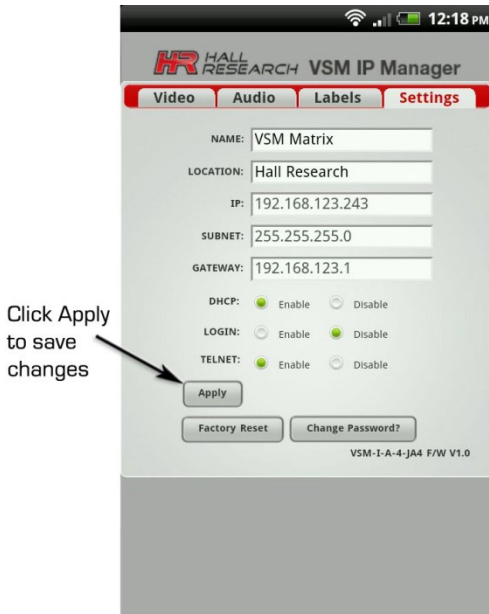 12:18 PM
HR HALL RESEARCH VSM IP Manager
Video Audio Labels Settings
NAME: VSM Matrix
LOCATION: Hall Research
IP: 192.168.123.243
SUBNET: 255.255.255.0
GATEWAY: 192.168.123.1
DHCP: Enable Disable
LOGIN: Enable Disable
TELNET: Enable Disable
Click Apply
to save
changes
Apply
Factory Reset Change Password?
VSM-I-A-4-JA4 F/W V1.0